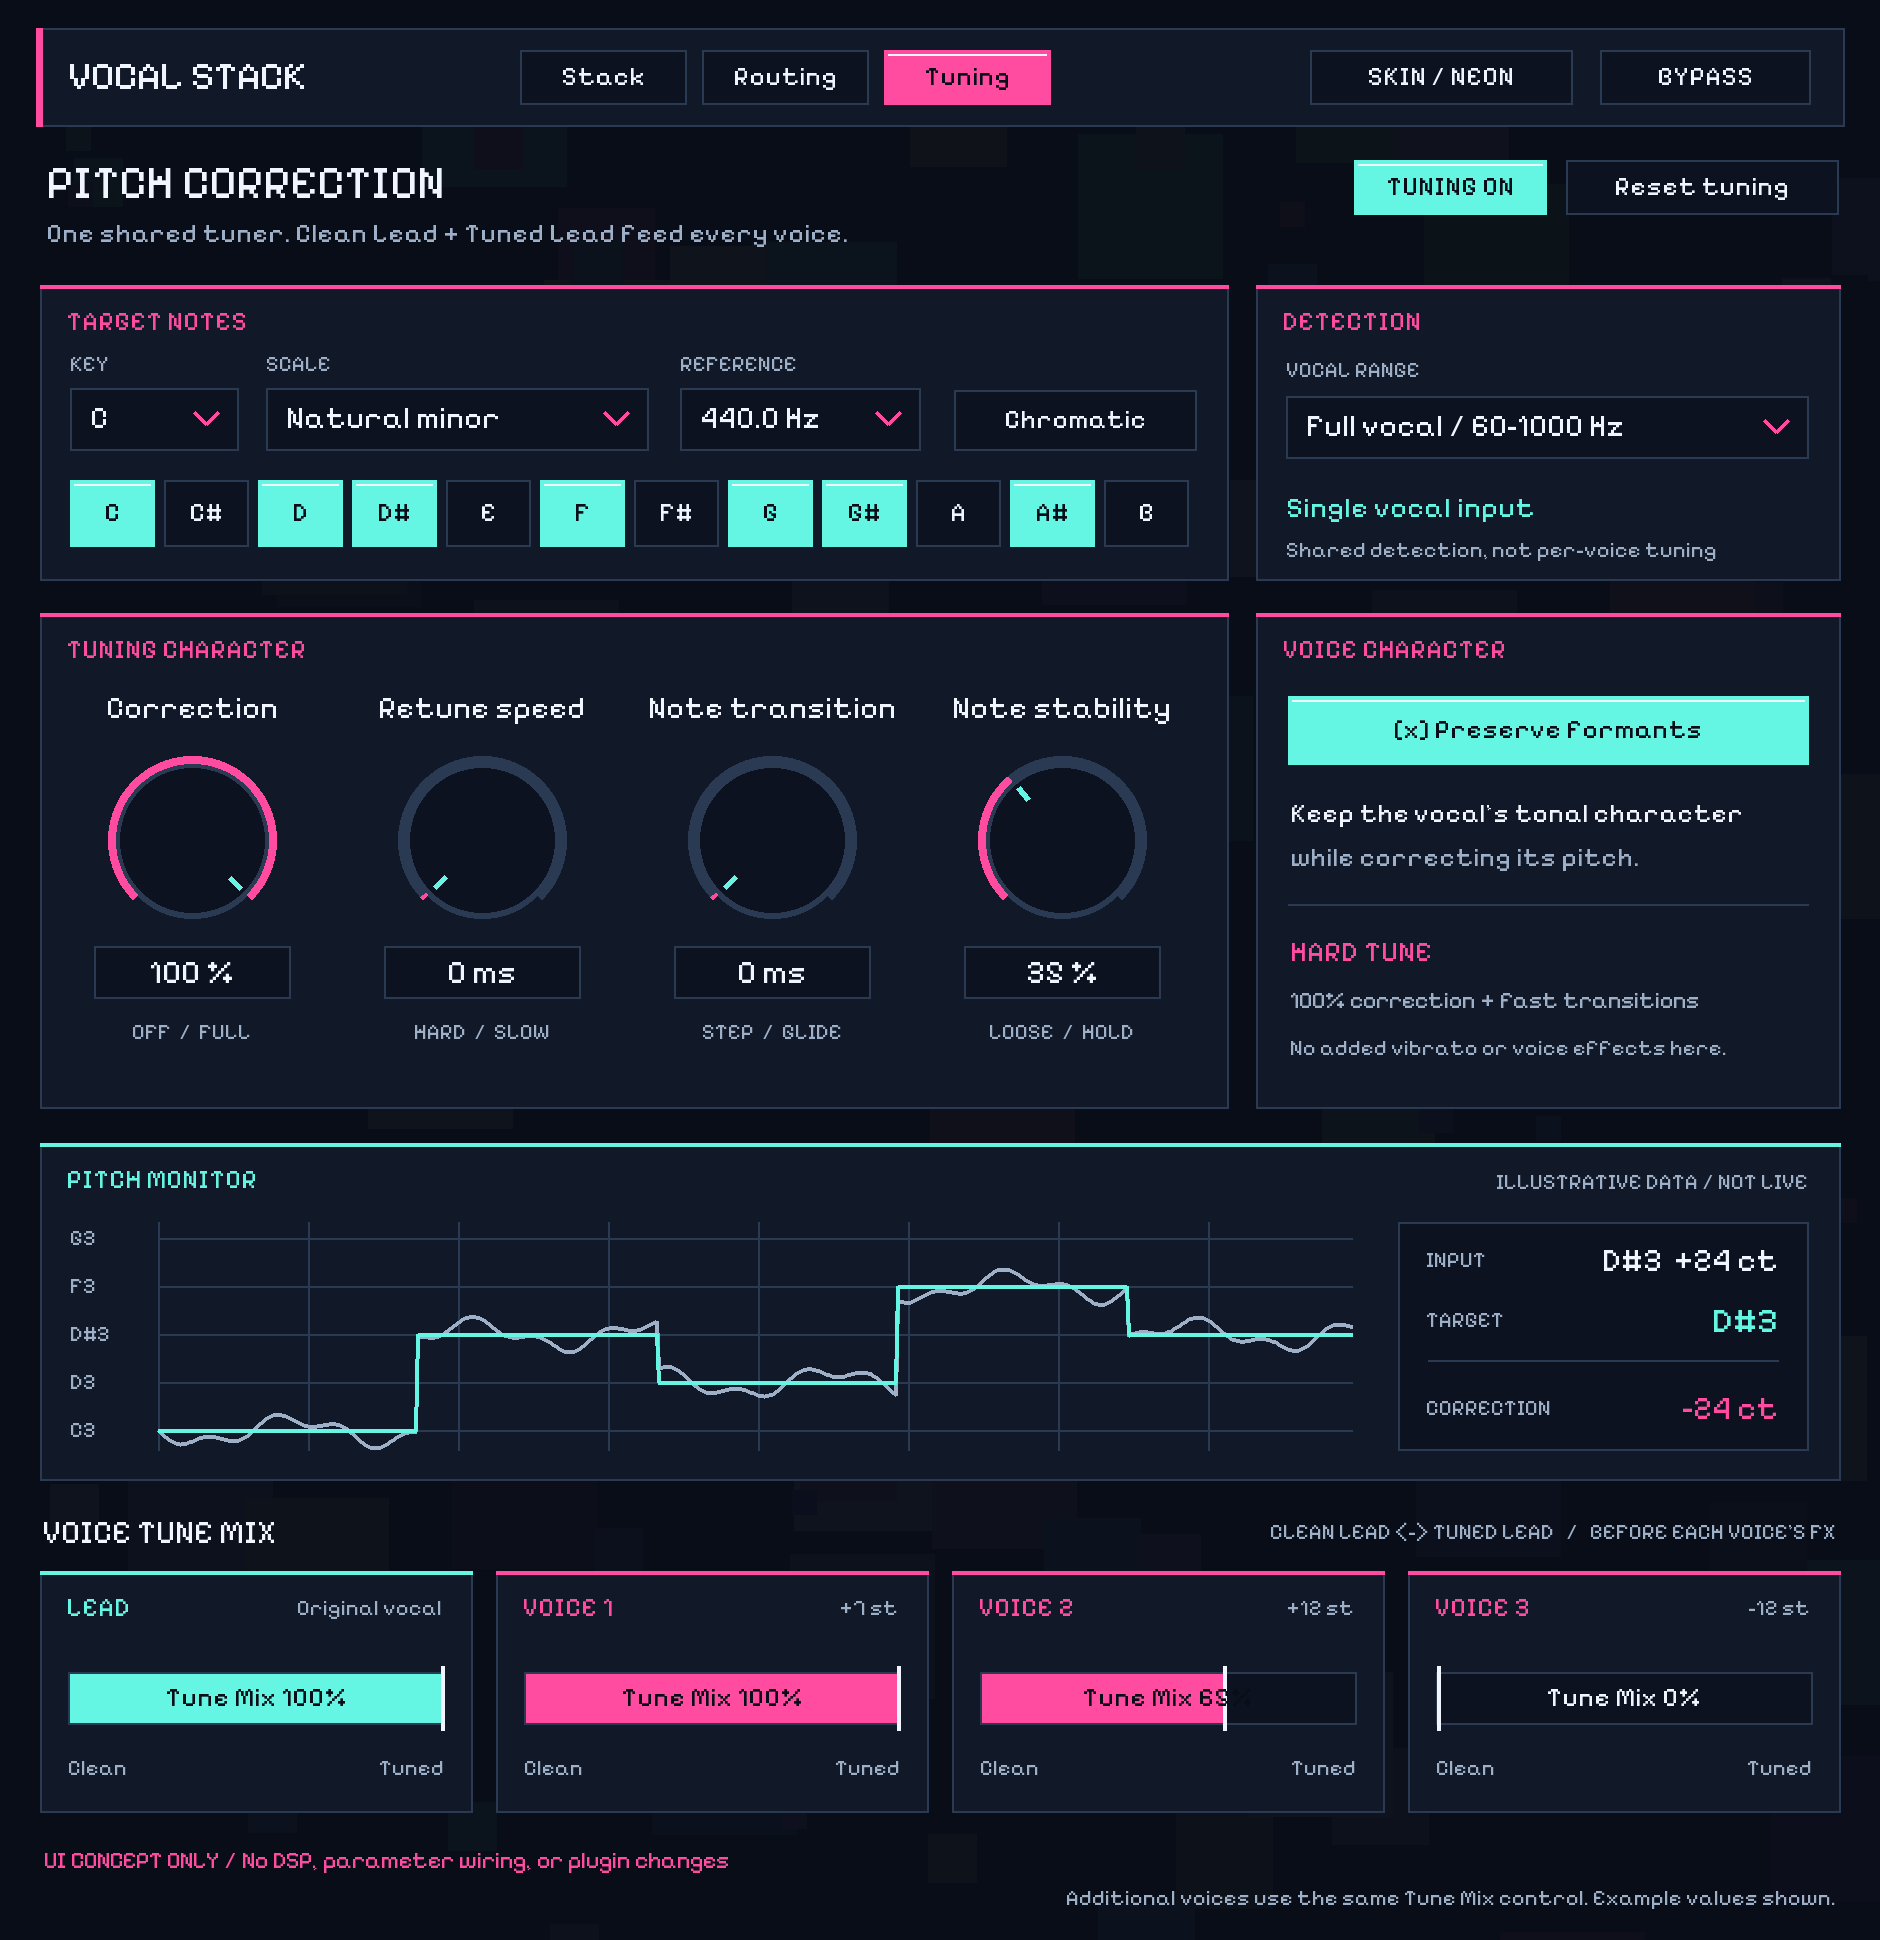 VOCAL STACK
Stack
Routing
Tuning
SKIN / NEON
BYPASS
PITCH CORRECTION
TUNING ON
Reset tuning
One shared tuner. Clean Lead + Tuned Lead feed every voice.
TARGET NOTES
KEY
SCALE
REFERENCE
C
Natural minor
440.0 Hz
Chromatic
C
C#
D
D#
E
F
F#
G
G#
A
A#
B
DETECTION
VOCAL RANGE
Full vocal / 60-1000 Hz
Single vocal input
Shared detection, not per-voice tuning
TUNING CHARACTER
Correction
Retune speed
Note transition
Note stability
100 %
0 ms
0 ms
35 %
OFF / FULL
HARD / SLOW
STEP / GLIDE
LOOSE / HOLD
VOICE CHARACTER
[x] Preserve formants
Keep the vocal's tonal character
while correcting its pitch.
HARD TUNE
100% correction + fast transitions
No added vibrato or voice effects here.
PITCH MONITOR
ILLUSTRATIVE DATA / NOT LIVE
G3
F3
D#3
D3
C3
INPUT
D#3 +24 ct
TARGET
D#3
CORRECTION
-24 ct
VOICE TUNE MIX
CLEAN LEAD <-> TUNED LEAD / BEFORE EACH VOICE'S FX
LEAD
Original vocal
Tune Mix 100%
Clean
Tuned
VOICE 1
+7 st
Tune Mix 100%
Clean
Tuned
VOICE 2
+12 st
Tune Mix 65%
Clean
Tuned
VOICE 3
-12 st
Tune Mix 0%
Clean
Tuned
UI CONCEPT ONLY / No DSP, parameter wiring, or plugin changes
Additional voices use the same Tune Mix control. Example values shown.